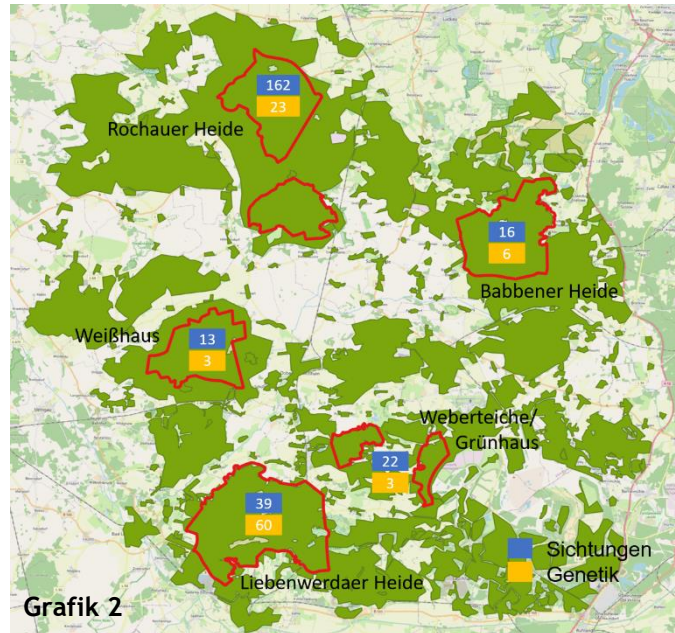 162
23
Rochauer Heide
16
6
Babbener Heide
Weißhaus
13
3
Weberteiche/
Grünhaus
22
3
39
60
Liebenwerdaer Heide
Sichtungen
Genetik
Grafik 2